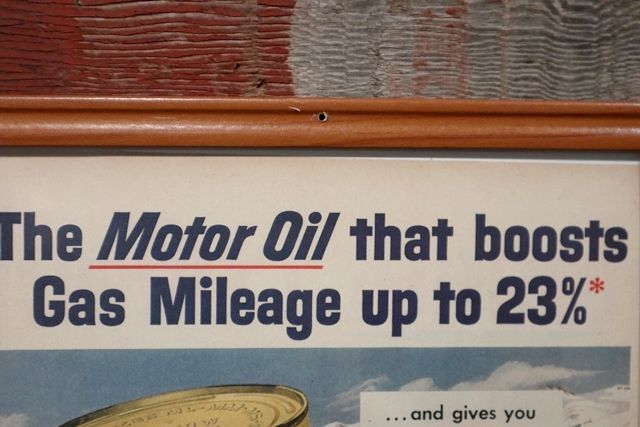 The Motor Oil that boosts
Gas Mileage up to 23%*
...and gives you